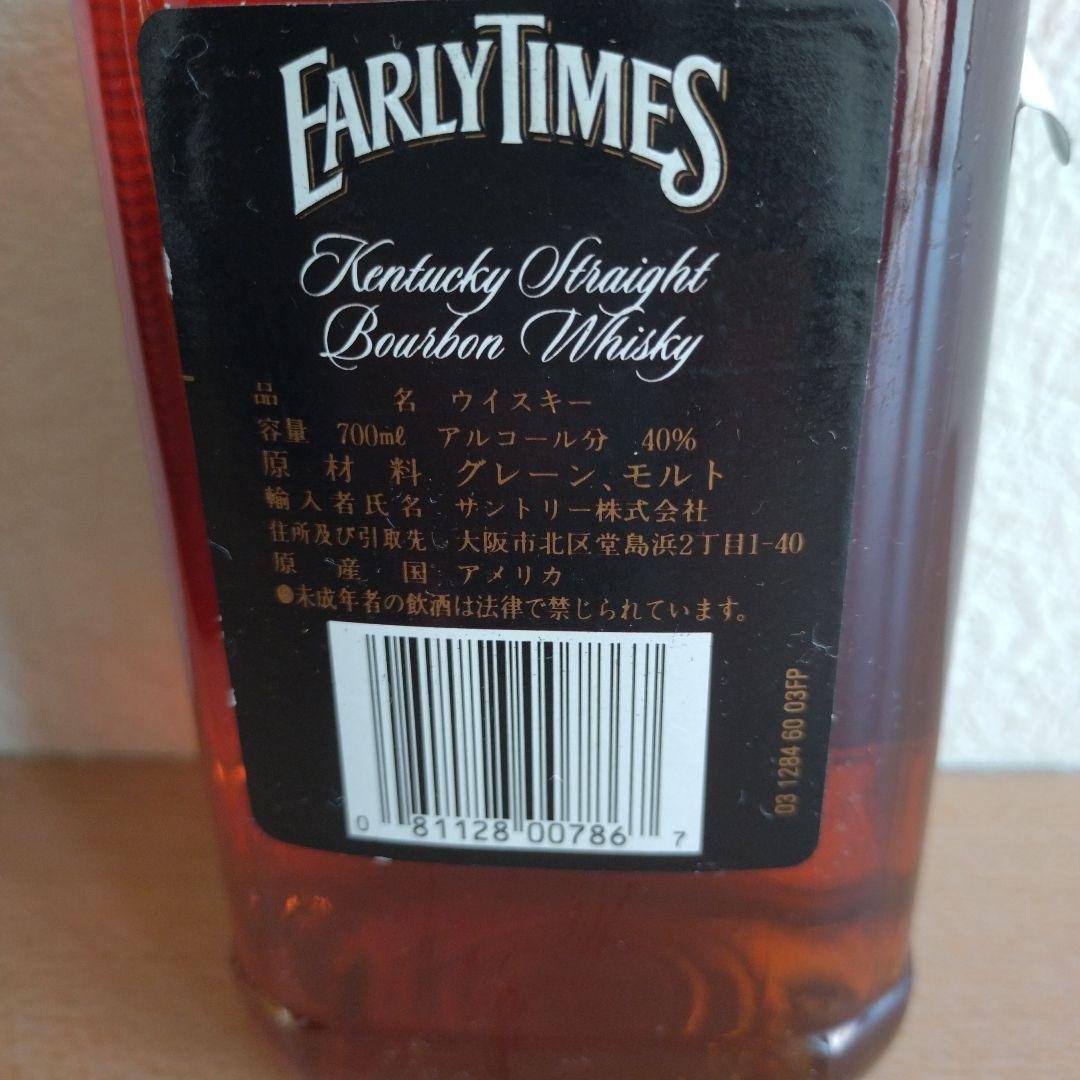 EARLYTIMES
Kentucky Straight
Bourbon Whisky
品名 ウイスキー
容量 700mℓ アルコール分 40%
原材料 グレーン、モルト
輸入者氏名 サントリー株式会社
住所及び引取先 大阪市北区堂島浜2丁目1-40
原産国 アメリカ
●未成年者の飲酒は法律で禁じられています。
0 81128 00786 7
03 1284 60 03FP